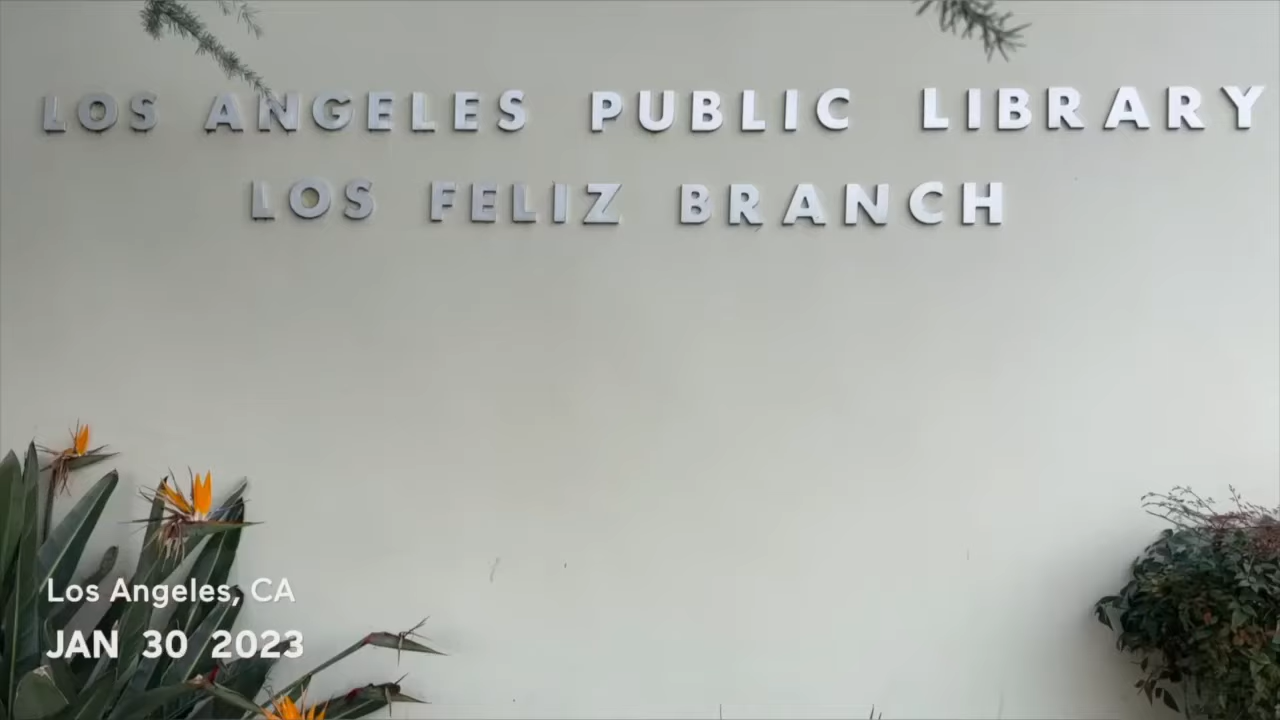 LOS ANGELES PUBLIC LIBRARY
LOS FELIZ BRANCH
Los Angeles, CA
JAN 30 2023